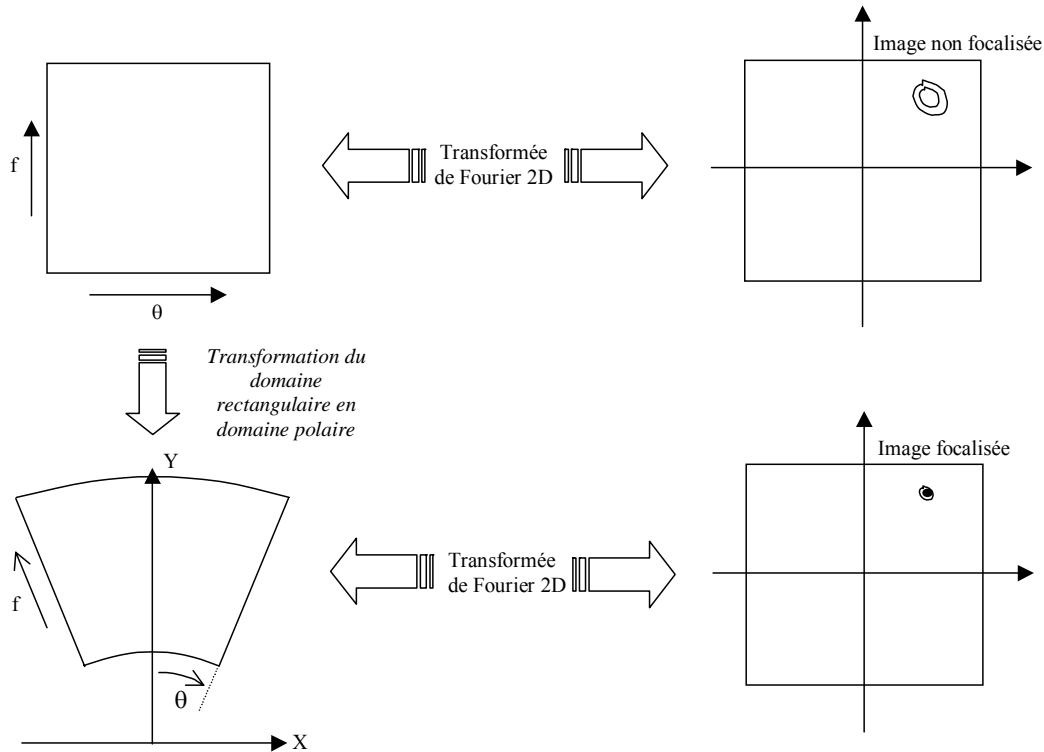 Image non focalisée
f
Transformée
de Fourier 2D
θ
Transformation du
domaine
rectangulaire en
domaine polaire
Y
Image focalisée
f
Transformée
de Fourier 2D
θ
X